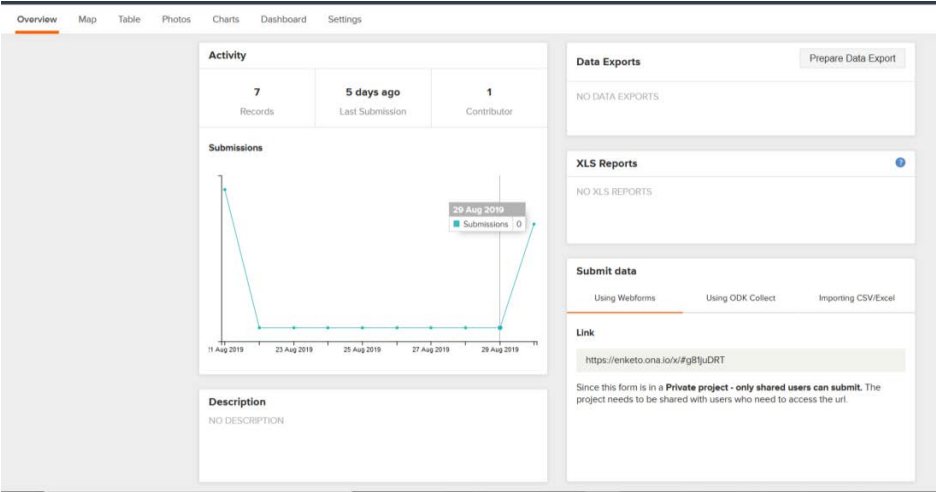 Overview Map Table Photos Charts Dashboard Settings
Activity
7
Records
5 days ago
Last Submission
1
Contributor
Submissions
29 Aug 2019
Submissions 0
11 Aug 2019 23 Aug 2019 25 Aug 2019 27 Aug 2019 29 Aug 2019
Description
NO DESCRIPTION
Data Exports
Prepare Data Export
NO DATA EXPORTS
XLS Reports
?
NO XLS REPORTS
Submit data
Using Webforms Using ODK Collect Importing CSV/Excel
Link
https://enketo.ona.io/x/#g81juDRT
Since this form is in a Private project - only shared users can submit. The
project needs to be shared with users who need to access the url.